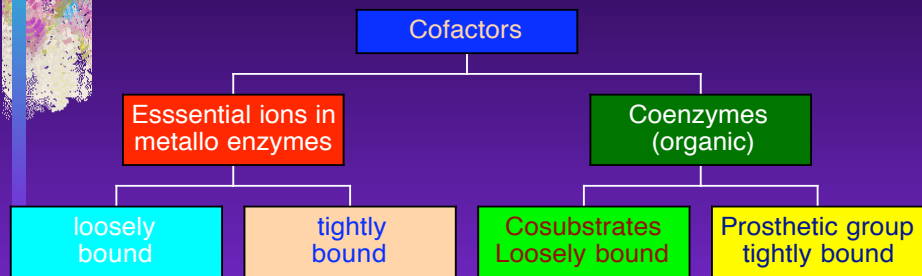 Cofactors
Esssential ions in
metallo enzymes
Coenzymes
(organic)
loosely
bound
tightly
bound
Cosubstrates
Loosely bound
Prosthetic group
tightly bound